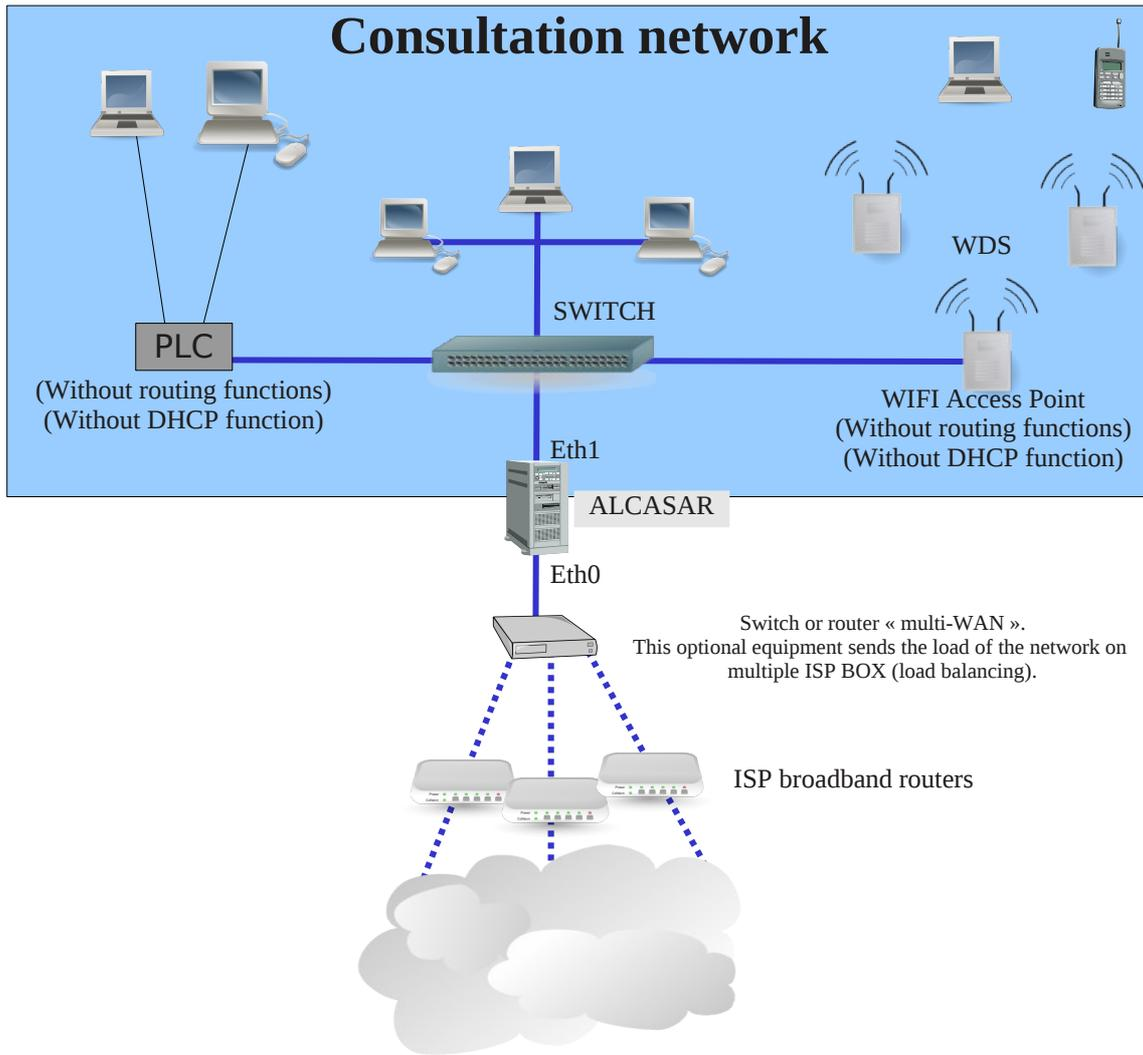 Consultation network
WDS
SWITCH
PLC
(Without routing functions)
(Without DHCP function)
WIFI Access Point
(Without routing functions)
(Without DHCP function)
Eth1
ALCASAR
Eth0
Switch or router « multi-WAN ».
This optional equipment sends the load of the network on
multiple ISP BOX (load balancing).
ISP broadband routers